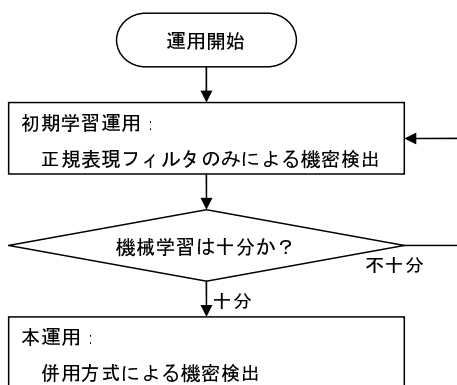 運用開始
初期学習運用：
正規表現フィルタのみによる機密検出
機械学習は十分か？
不十分
十分
本運用：
併用方式による機密検出